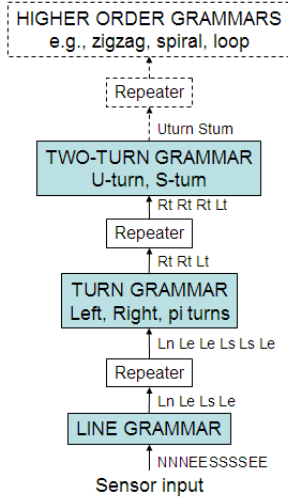 HIGHER ORDER GRAMMARS
e.g., zigzag, spiral, loop
Repeater
Uturn Sturn
TWO-TURN GRAMMAR
U-turn, S-turn
Rt Rt Rt Lt
Repeater
Rt Rt Lt
TURN GRAMMAR
Left, Right, pi turns
Ln Le Le Ls Ls Le
Repeater
Ln Le Ls Le
LINE GRAMMAR
NNNEESSSSEE
Sensor input